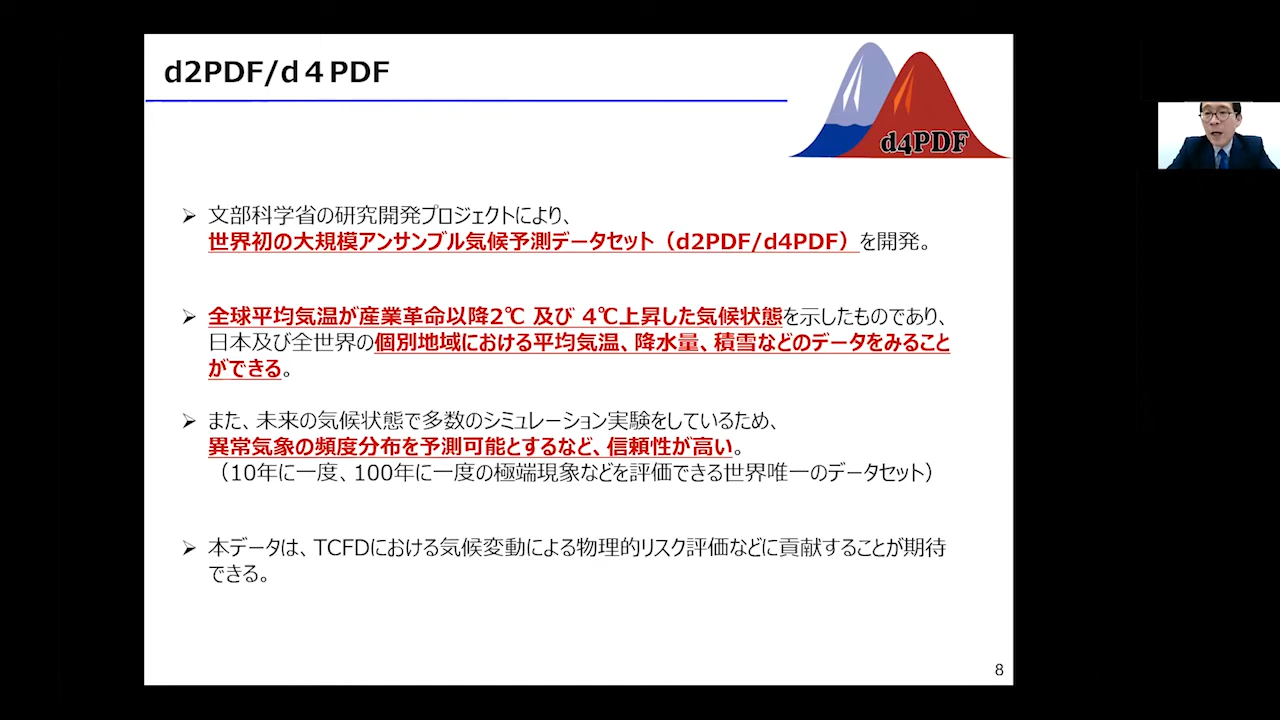 d2PDF/d４PDF
d4PDF
➢ 文部科学省の研究開発プロジェクトにより、
世界初の大規模アンサンブル気候予測データセット（d2PDF/d4PDF）を開発。
➢ 全球平均気温が産業革命以降2℃ 及び 4℃上昇した気候状態を示したものであり、
日本及び全世界の個別地域における平均気温、降水量、積雪などのデータをみること
ができる。
➢ また、未来の気候状態で多数のシミュレーション実験をしているため、
異常気象の頻度分布を予測可能とするなど、信頼性が高い。
（10年に一度、100年に一度の極端現象などを評価できる世界唯一のデータセット）
➢ 本データは、TCFDにおける気候変動による物理的リスク評価などに貢献することが期待
できる。
8